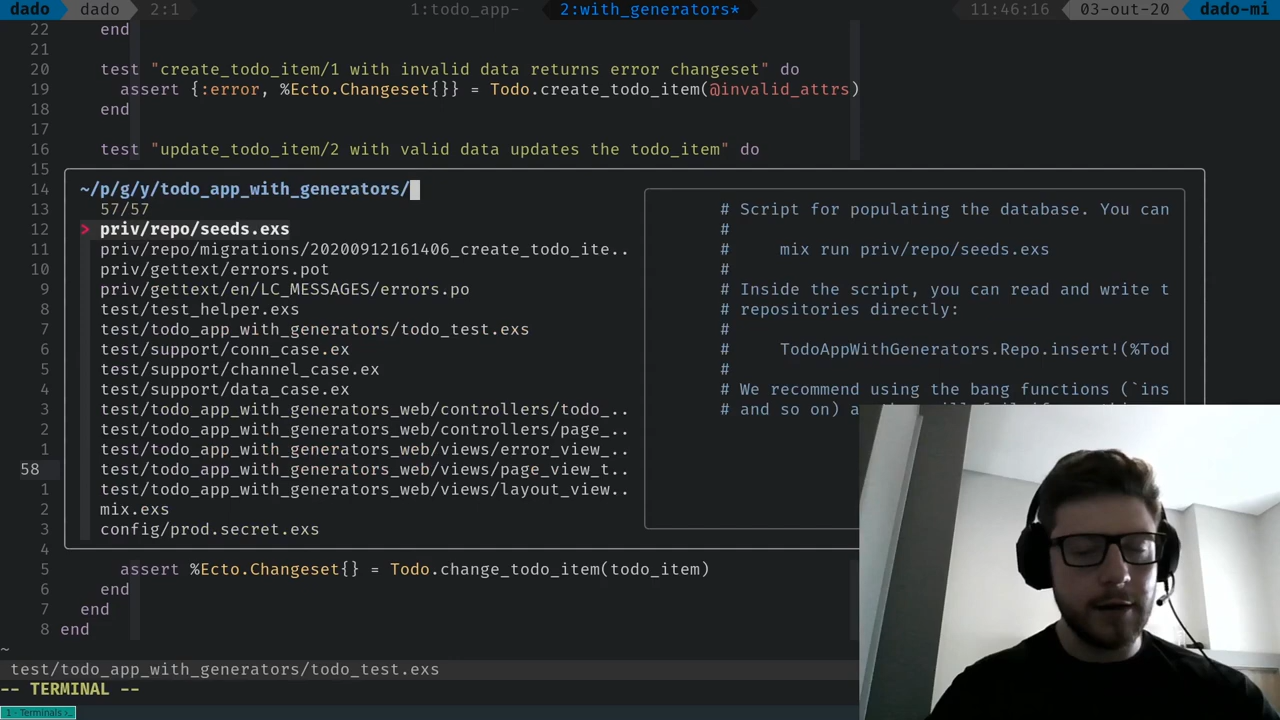 dado dado 2:1 1:todo_app- 2:with_generators* 11:46:16 03-out-20 dado-mi
22 end
21
20 test "create_todo_item/1 with invalid data returns error changeset" do
19 assert {:error, %Ecto.Changeset{}} = Todo.create_todo_item(@invalid_attrs)
18 end
17
16 test "update_todo_item/2 with valid data updates the todo_item" do
15
14 ~/p/g/y/todo_app_with_generators/
13 57/57 # Script for populating the database. You can
12 > priv/repo/seeds.exs #
11 priv/repo/migrations/20200912161406_create_todo_ite.. # mix run priv/repo/seeds.exs
10 priv/gettext/errors.pot #
9 priv/gettext/en/LC_MESSAGES/errors.po # Inside the script, you can read and write t
8 test/test_helper.exs # repositories directly:
7 test/todo_app_with_generators/todo_test.exs #
6 test/support/conn_case.ex # TodoAppWithGenerators.Repo.insert!(%Tod
5 test/support/channel_case.ex #
4 test/support/data_case.ex # We recommend using the bang functions (`ins
3 test/todo_app_with_generators_web/controllers/todo_.. # and so on)
2 test/todo_app_with_generators_web/controllers/page_..
1 test/todo_app_with_generators_web/views/error_view_..
58 test/todo_app_with_generators_web/views/page_view_t..
1 test/todo_app_with_generators_web/views/layout_view..
2 mix.exs
3 config/prod.secret.exs
4
5 assert %Ecto.Changeset{} = Todo.change_todo_item(todo_item)
6 end
7 end
8 end
~
test/todo_app_with_generators/todo_test.exs
-- TERMINAL --
1 - Terminals